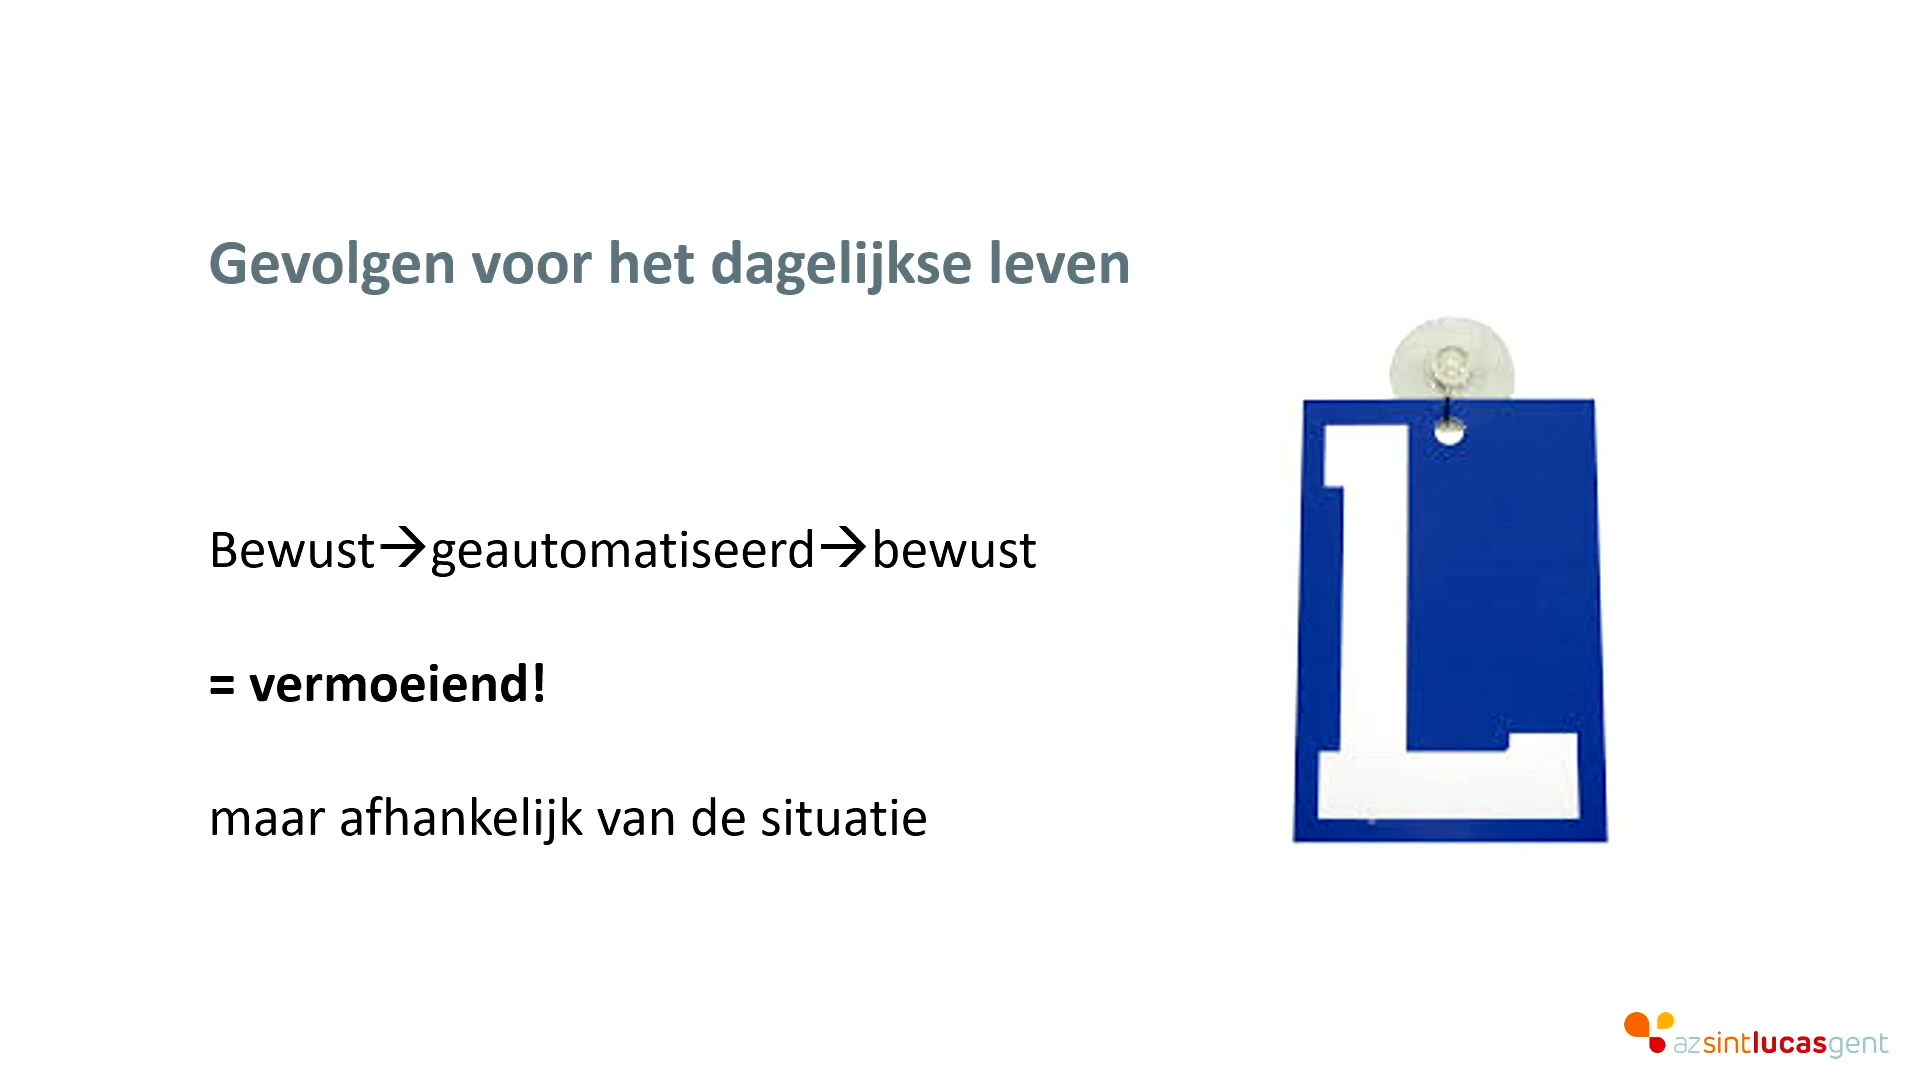 Gevolgen voor het dagelijkse leven
Bewust→geautomatiseerd→bewust
= vermoeiend!
maar afhankelijk van de situatie
L
azsintlucasgent